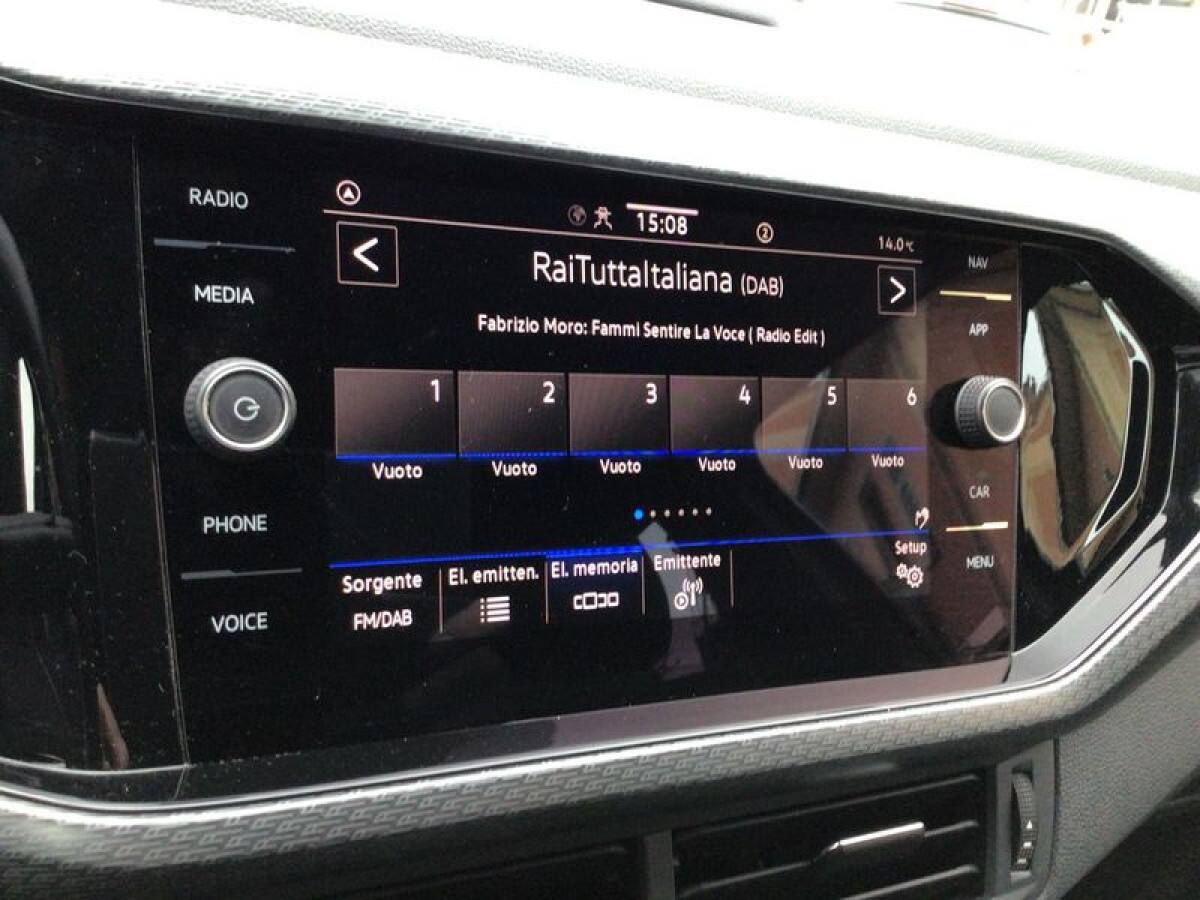 RADIO
MEDIA
PHONE
VOICE
15:08
2
14.0°C
RaiTuttaItaliana (DAB)
Fabrizio Moro: Fammi Sentire La Voce ( Radio Edit )
1 2 3 4 5 6
Vuoto Vuoto Vuoto Vuoto Vuoto Vuoto
Sorgente El. emitten. El. memoria Emittente Setup
FM/DAB
NAV
APP
CAR
MENU